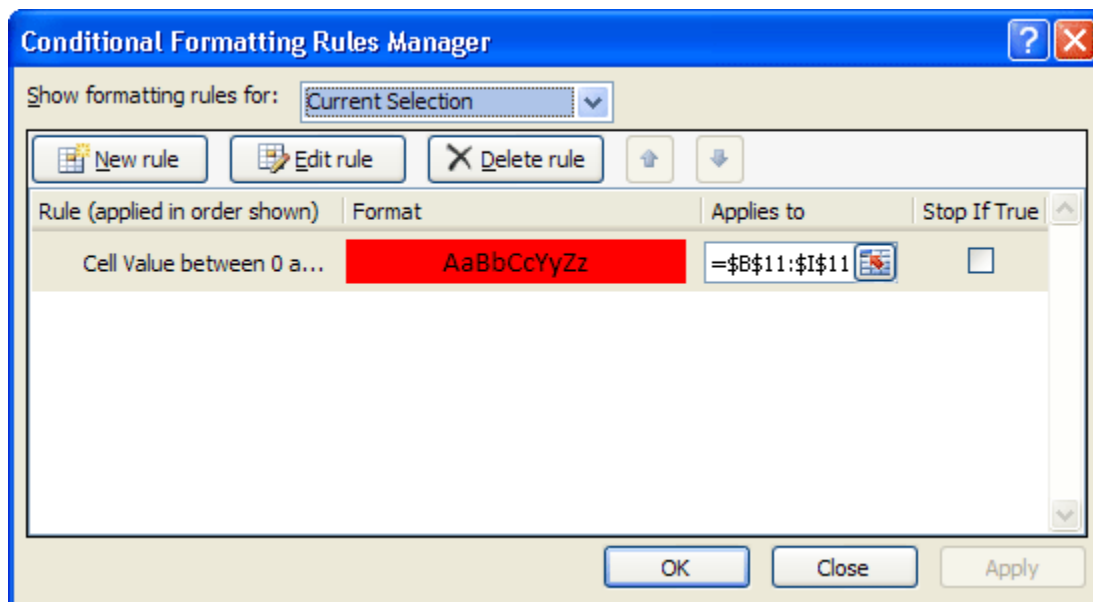 Conditional Formatting Rules Manager
Show formatting rules for: Current Selection
New rule Edit rule Delete rule
Rule (applied in order shown) Format Applies to Stop If True
Cell Value between 0 a... AaBbCcYyZz =$B$11:$I$11
OK Close Apply